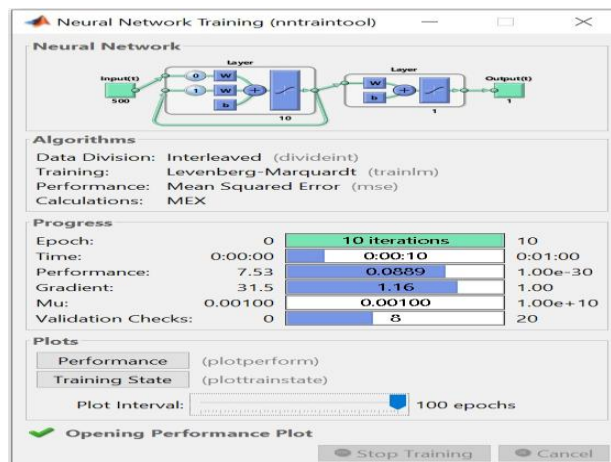 Neural Network Training (nntraintool)
Neural Network
Layer
Layer
Input(t)
0 W
Output(t)
1 W
W
b
b
500
10
1
1
Algorithms
Data Division: Interleaved (divideint)
Training: Levenberg-Marquardt (trainlm)
Performance: Mean Squared Error (mse)
Calculations: MEX
Progress
Epoch: 0 10 iterations 10
Time: 0:00:00 0:00:10 0:01:00
Performance: 7.53 0.0889 1.00e-30
Gradient: 31.5 1.16 1.00
Mu: 0.00100 0.00100 1.00e+10
Validation Checks: 0 8 20
Plots
Performance (plotperform)
Training State (plottrainstate)
Plot Interval: 100 epochs
Opening Performance Plot
Stop Training Cancel